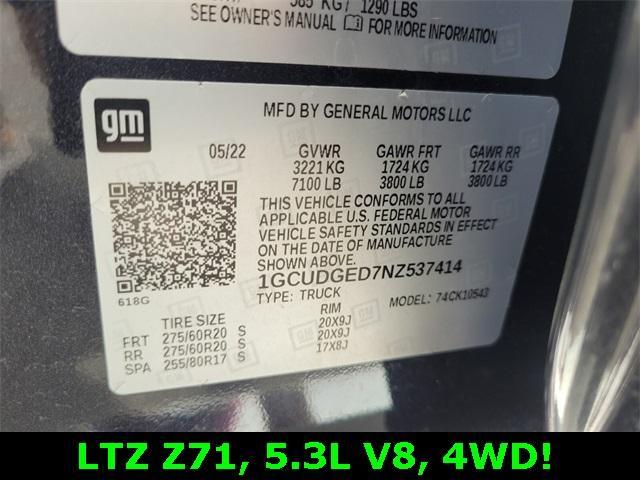 585 KG / 1290 LBS
SEE OWNER'S MANUAL FOR MORE INFORMATION
gm
MFD BY GENERAL MOTORS LLC
05/22 GVWR GAWR FRT GAWR RR
3221 KG 1724 KG 1724 KG
7100 LB 3800 LB 3800 LB
THIS VEHICLE CONFORMS TO ALL
APPLICABLE U.S. FEDERAL MOTOR
VEHICLE SAFETY STANDARDS IN EFFECT
ON THE DATE OF MANUFACTURE
SHOWN ABOVE.
1GCUDGED7NZ537414
618G TYPE: TRUCK MODEL: 74CK10543
TIRE SIZE RIM
FRT 275/60R20 S 20X9J
RR 275/60R20 S 20X9J
SPA 255/80R17 S 17X8J
LTZ Z71, 5.3L V8, 4WD!